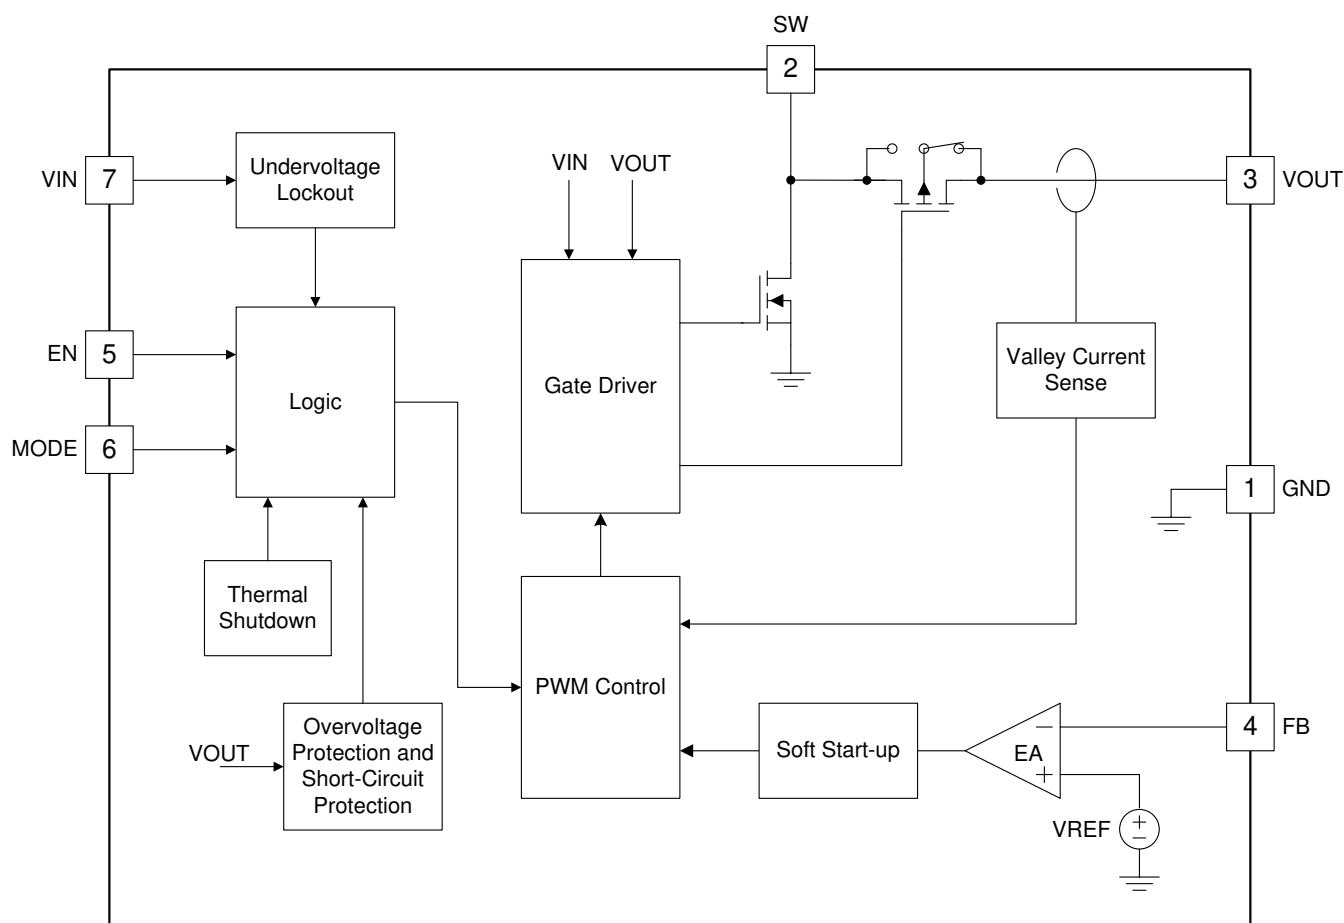 SW
2
VIN
7
Undervoltage
Lockout
VIN
VOUT
3
VOUT
EN
5
Logic
Gate Driver
Valley Current
Sense
MODE
6
1
GND
Thermal
Shutdown
PWM Control
VOUT
Overvoltage
Protection and
Short-Circuit
Protection
Soft Start-up
EA
−
+
4
FB
VREF
+
−